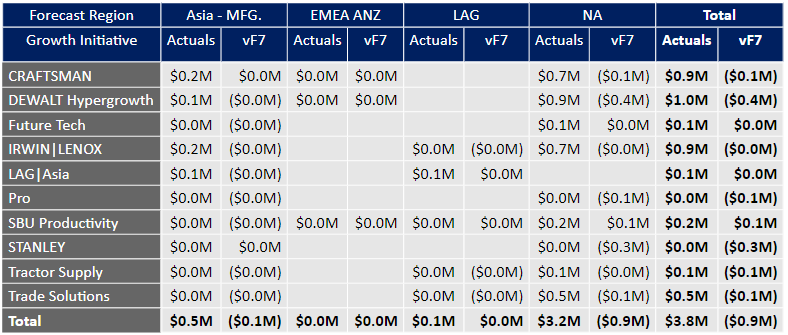 Forecast Region Asia - MFG. EMEA ANZ LAG NA Total
Growth Initiative Actuals vF7 Actuals vF7 Actuals vF7 Actuals vF7 Actuals vF7
CRAFTSMAN $0.2M $0.0M $0.0M $0.0M $0.7M ($0.1M) $0.9M ($0.1M)
DEWALT Hypergrowth $0.1M ($0.0M) $0.0M $0.0M $0.9M ($0.4M) $1.0M ($0.4M)
Future Tech $0.0M ($0.0M) $0.1M $0.0M $0.1M $0.0M
IRWIN|LENOX $0.2M ($0.0M) $0.0M ($0.0M) $0.7M ($0.0M) $0.9M ($0.0M)
LAG|Asia $0.1M ($0.0M) $0.1M $0.0M $0.1M $0.0M
Pro $0.0M ($0.0M) $0.0M ($0.1M) $0.0M ($0.1M)
SBU Productivity $0.0M ($0.0M) $0.0M $0.0M $0.0M $0.0M $0.2M $0.1M $0.2M $0.1M
STANLEY $0.0M $0.0M $0.0M ($0.3M) $0.0M ($0.3M)
Tractor Supply $0.0M ($0.0M) $0.0M ($0.0M) $0.1M ($0.0M) $0.1M ($0.1M)
Trade Solutions $0.0M ($0.0M) $0.0M ($0.0M) $0.5M ($0.1M) $0.5M ($0.1M)
Total $0.5M ($0.1M) $0.0M $0.0M $0.1M $0.0M $3.2M ($0.9M) $3.8M ($0.9M)